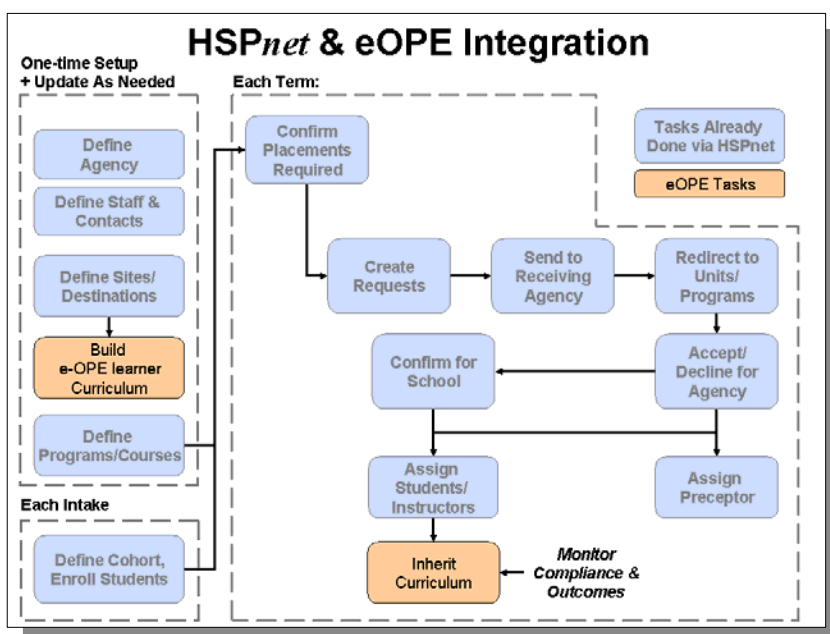 HSPnet & eOPE Integration
One-time Setup
+ Update As Needed
Define
Agency
Define Staff &
Contacts
Define Sites/
Destinations
Build
e-OPE learner
Curriculum
Define
Programs/Courses
Each Intake
Define Cohort,
Enroll Students
Each Term:
Confirm
Placements
Required
Tasks Already
Done via HSPnet
eOPE Tasks
Create
Requests
Send to
Receiving
Agency
Redirect to
Units/
Programs
Confirm for
School
Accept/
Decline for
Agency
Assign
Students/
Instructors
Assign
Preceptor
Inherit
Curriculum
Monitor
Compliance &
Outcomes